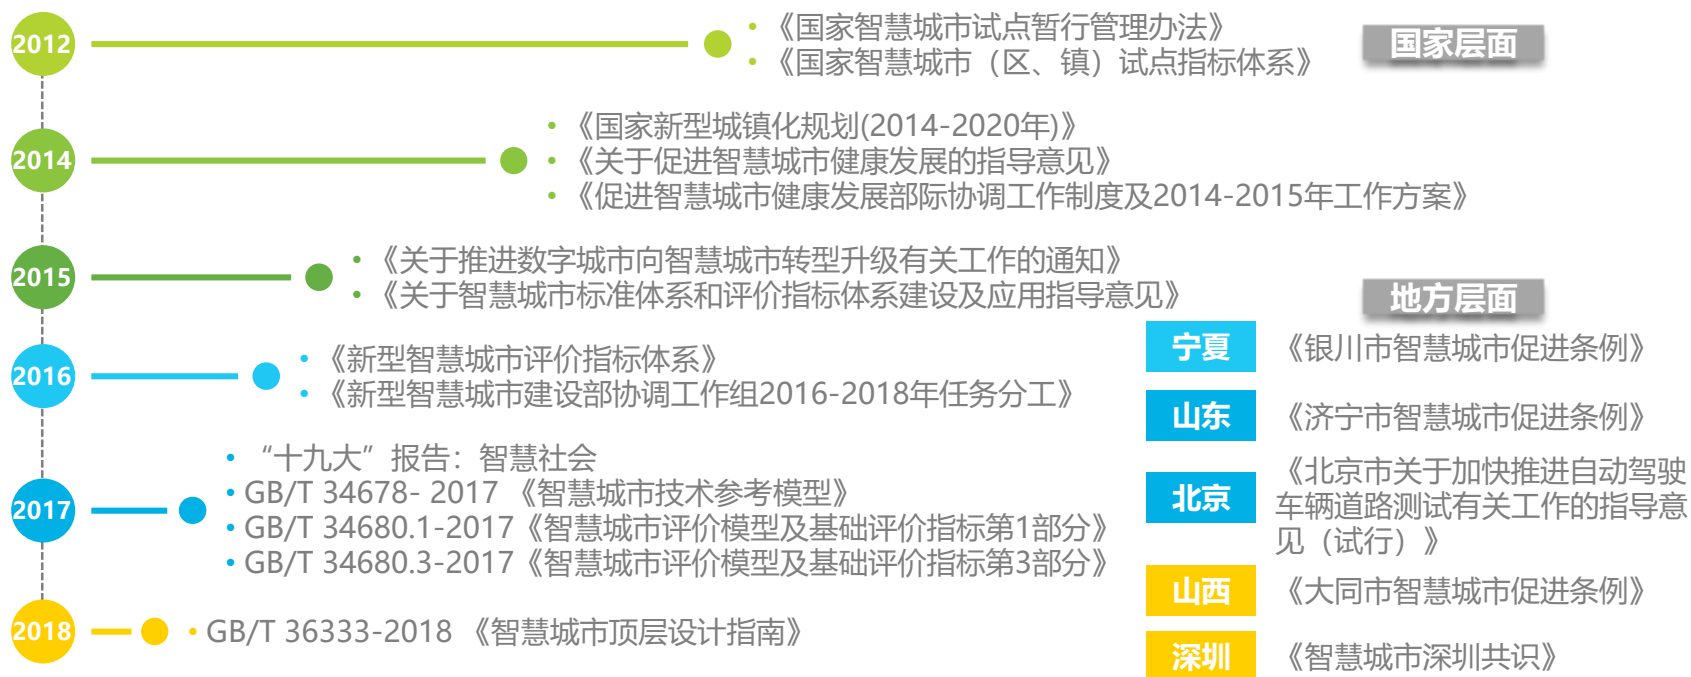 2012
《国家智慧城市试点暂行管理办法》
《国家智慧城市（区、镇）试点指标体系》
国家层面
2014
《国家新型城镇化规划(2014-2020年)》
《关于促进智慧城市健康发展的指导意见》
《促进智慧城市健康发展部际协调工作制度及2014-2015年工作方案》
2015
《关于推进数字城市向智慧城市转型升级有关工作的通知》
《关于智慧城市标准体系和评价指标体系建设及应用指导意见》
2016
《新型智慧城市评价指标体系》
《新型智慧城市建设部协调工作组2016-2018年任务分工》
2017
“十九大”报告：智慧社会
GB/T 34678- 2017 《智慧城市技术参考模型》
GB/T 34680.1-2017《智慧城市评价模型及基础评价指标第1部分》
GB/T 34680.3-2017《智慧城市评价模型及基础评价指标第3部分》
2018
GB/T 36333-2018 《智慧城市顶层设计指南》
地方层面
宁夏
《银川市智慧城市促进条例》
山东
《济宁市智慧城市促进条例》
北京
《北京市关于加快推进自动驾驶
车辆道路测试有关工作的指导意
见（试行）》
山西
《大同市智慧城市促进条例》
深圳
《智慧城市深圳共识》